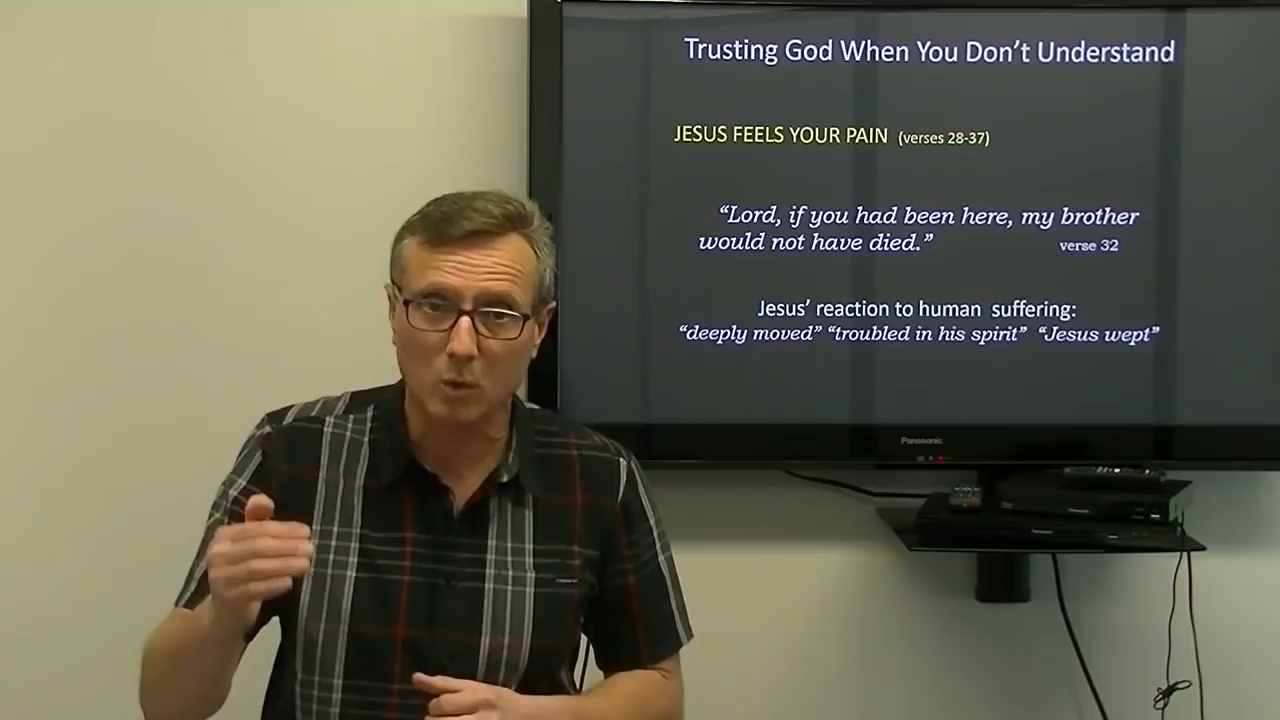 Trusting God When You Don’t Understand
JESUS FEELS YOUR PAIN (verses 28-37)
“Lord, if you had been here, my brother
would not have died.” verse 32
Jesus’ reaction to human suffering:
“deeply moved” “troubled in his spirit” “Jesus wept”
Panasonic